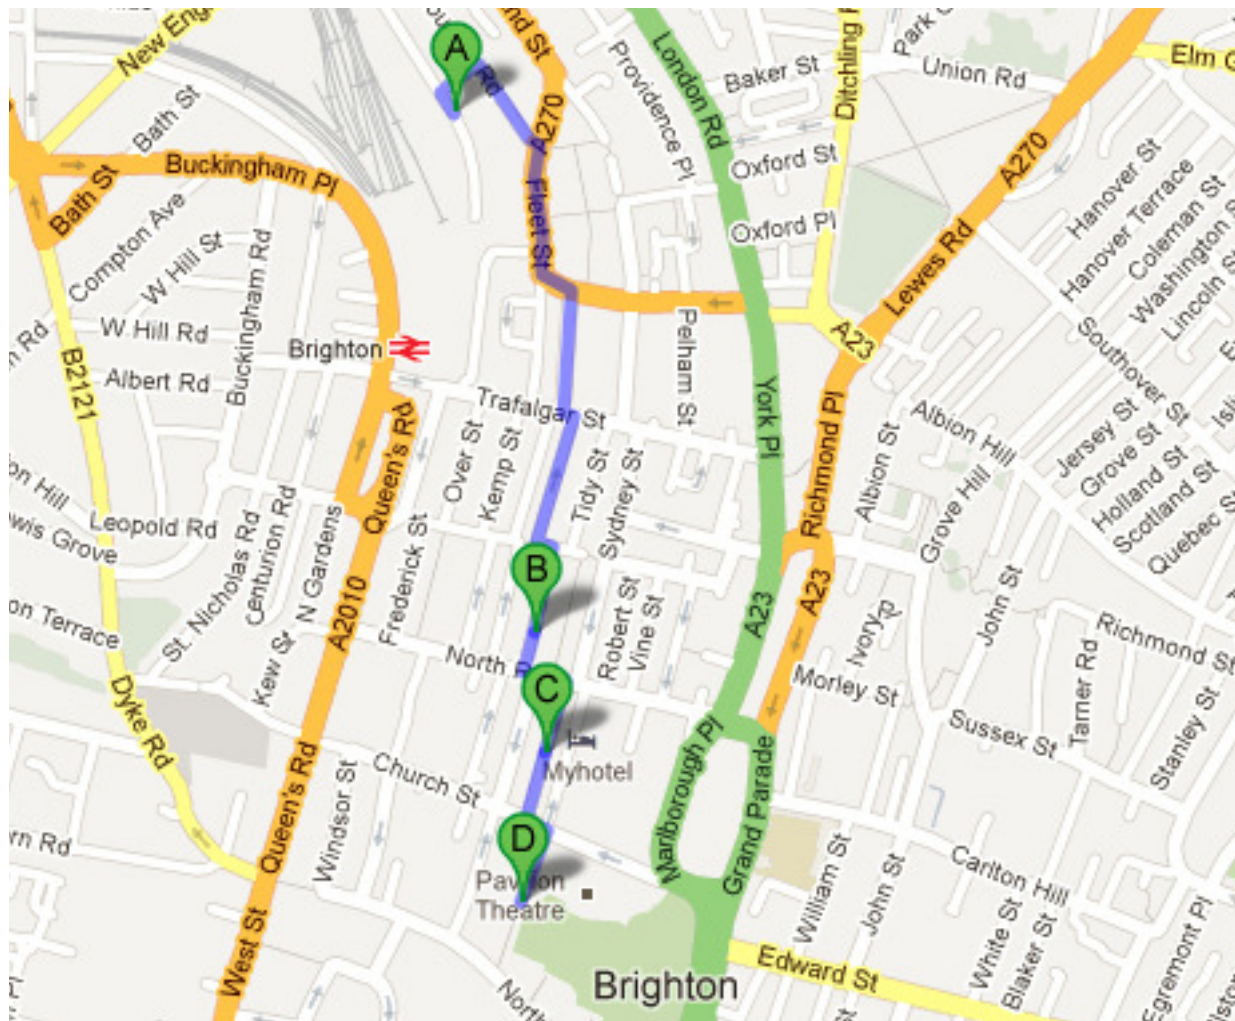 A
New Eng
Bath St
Buckingham Pl
Bath St
Compton Ave
W Hill St
W Hill Rd
Buckingham Rd
Albert Rd
B2121
Brighton
Leopold Rd
St. Nicholas Rd
Centurion Rd
N Gardens
Kew St
A2010
Queen's Rd
Frederick St
Dyke Rd
Queen's Rd
Windsor St
West St
Church St
Rd
A270
Fleet St
Trafalgar St
Over St
Kemp St
Tidy St
Sydney St
B
Robert St
Vine St
North
C
Myhotel
D
Theatre
Brighton
Providence Pl
London Rd
Baker St
Oxford St
Oxford Pl
Pelham St
York Pl
A23
Marlborough Pl
Grand Parade
Edward St
Union Rd
A270
Lewes Rd
A23
Richmond Pl
A23
Albion St
Albion Hill
Grove Hill
Hanover St
Hanover Terrace
Coleman St
Washington
Lincoln St
Southover St
Jersey St
Grove St
Holland St
Scotland St
Quebec St
John St
Ivory
Morley St
Sussex St
Tarner Rd
Richmond St
Stanley St
Carlton Hill
William St
John St
White St
Blaker St
Egremont Pl